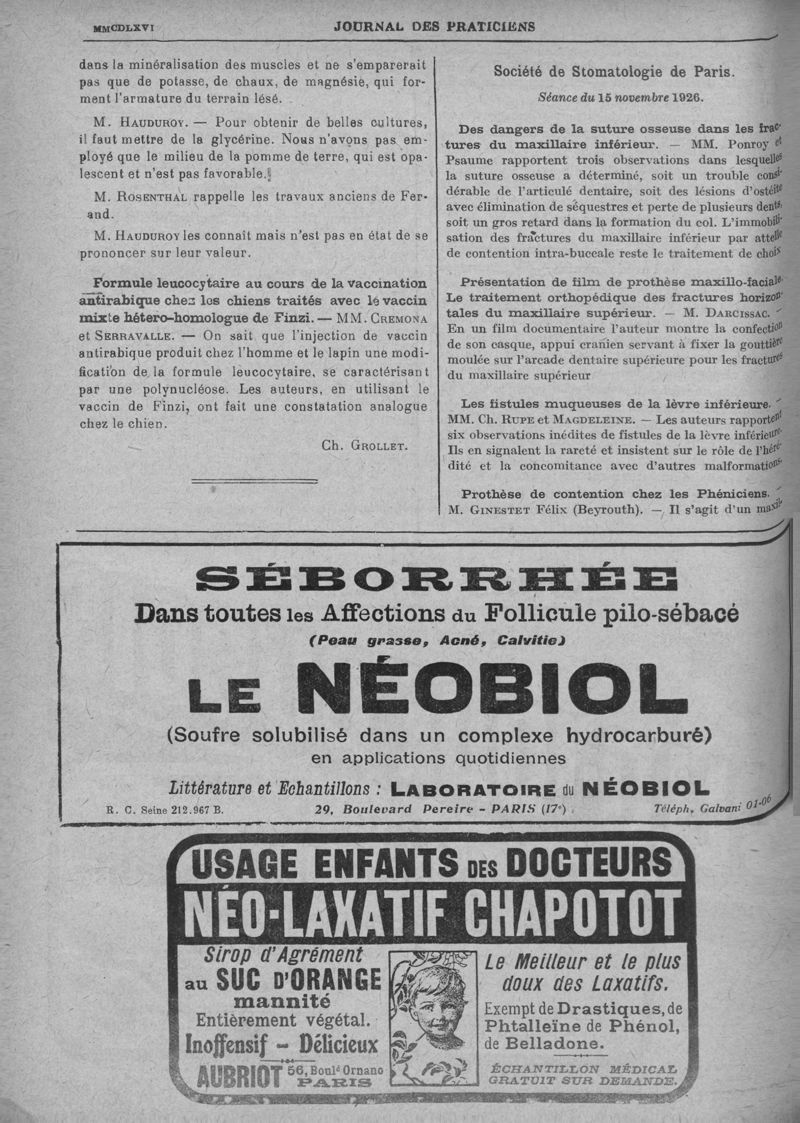 MMCDLXVI
JOURNAL DES PRATICIENS
dans la minéralisation des muscles et ne s'emparerait
pas que de potasse, de chaux, de magnésie, qui for-
ment l'armature du terrain lésé.
M. HAUDUROY. — Pour obtenir de belles cultures,
il faut mettre de la glycérine. Nous n'avons pas em-
ployé que le milieu de la pomme de terre, qui est opa-
lescent et n'est pas favorable.
M. ROSENTHAL rappelle les travaux anciens de Fer-
rand.
M. HAUDUROY les connaît mais n'est pas en état de se
prononcer sur leur valeur.
Formule leucocytaire au cours de la vaccination
antirabique chez les chiens traités avec le vaccin
mixte hétero-homologue de Finzi. — MM. CREMONA
et SERRAVALLE. — On sait que l'injection de vaccin
antirabique produit chez l'homme et le lapin une modi-
fication de la formule leucocytaire, se caractérisant
par une polynucléose. Les auteurs, en utilisant le
vaccin de Finzi, ont fait une constatation analogue
chez le chien.
Ch. GROLLET.
Société de Stomatologie de Paris.
Séance du 15 novembre 1926.
Des dangers de la suture osseuse dans les frac-
tures du maxillaire inférieur. — MM. Ponroy et
Psaume rapportent trois observations dans lesquelles
la suture osseuse a déterminé, soit un trouble consi-
dérable de l'articulé dentaire, soit des lésions d'ostéite
avec élimination de séquestres et perte de plusieurs dents,
soit un gros retard dans la formation du col. L'immobili-
sation des fractures du maxillaire inférieur par attelle
de contention intra-buccale reste le traitement de choix
Présentation de film de prothèse maxillo-faciale.
Le traitement orthopédique des fractures horizon-
tales du maxillaire supérieur. — M. DARCISSAC. —
En un film documentaire l'auteur montre la confection
de son casque, appui cranien servant à fixer la gouttière
moulée sur l'arcade dentaire supérieure pour les fractures
du maxillaire supérieur
Les fistules muqueuses de la lèvre inférieure. —
MM. Ch. RUPE et MAGDELEINE. — Les auteurs rapportent
six observations inédites de fistules de la lèvre inférieure.
Ils en signalent la rareté et insistent sur le rôle de l'héré-
dité et la concomitance avec d'autres malformations.
Prothèse de contention chez les Phéniciens. —
M. GINESTET Félix (Beyrouth). — Il s'agit d'un maxil-
SÉBORRHÉE
Dans toutes les Affections du Follicule pilo-sébacé
(Peau grasse, Acné, Calvitie)
LE NÉOBIOL
(Soufre solubilisé dans un complexe hydrocarburé)
en applications quotidiennes
Littérature et Echantillons : LABORATOIRE du NÉOBIOL
R. C. Seine 212.967 B. 29, Boulevard Pereire - PARIS (17e) Téléph. Galvani 01-06
USAGE ENFANTS DES DOCTEURS
NÉO-LAXATIF CHAPOTOT
Sirop d'Agrément
au SUC D'ORANGE
mannité
Entièrement végétal.
Inoffensif - Délicieux
AUBRIOT 56, Boulᵈ Ornano
PARIS
Le Meilleur et le plus
doux des Laxatifs.
Exempt de Drastiques, de
Phtalleïne de Phénol,
de Belladone.
ÉCHANTILLON MÉDICAL
GRATUIT SUR DEMANDE.